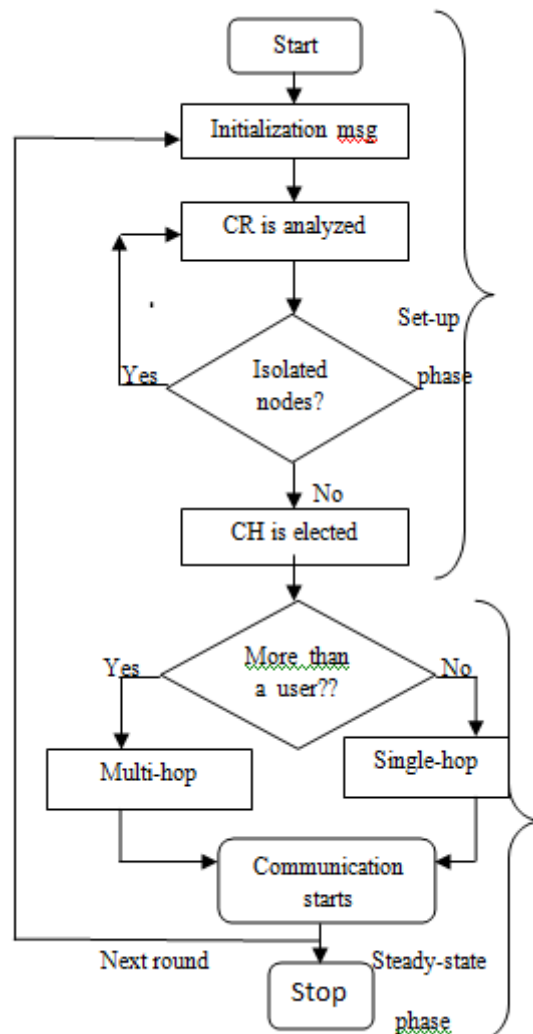 Start
Initialization msg
CR is analyzed
Set-up
phase
Isolated
nodes?
Yes
No
CH is elected
More than
a user??
Yes
No
Multi-hop
Single-hop
Communication
starts
Next round
Steady-state
phase
Stop